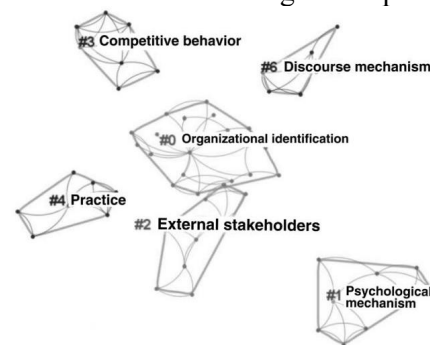 #3 Competitive behavior
#6 Discourse mechanism
#0 Organizational identification
#4 Practice
#2 External stakeholders
#1 Psychological
mechanism